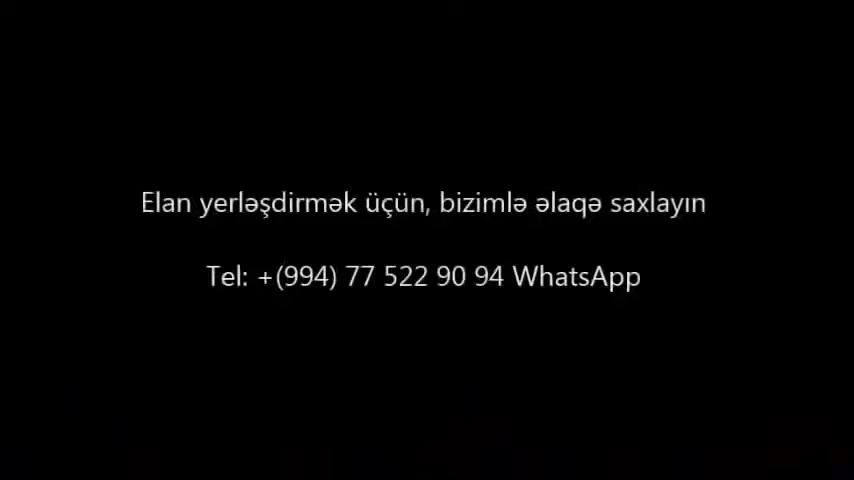 Elan yerləşdirmək üçün, bizimlə əlaqə saxlayın
Tel: +(994) 77 522 90 94 WhatsApp